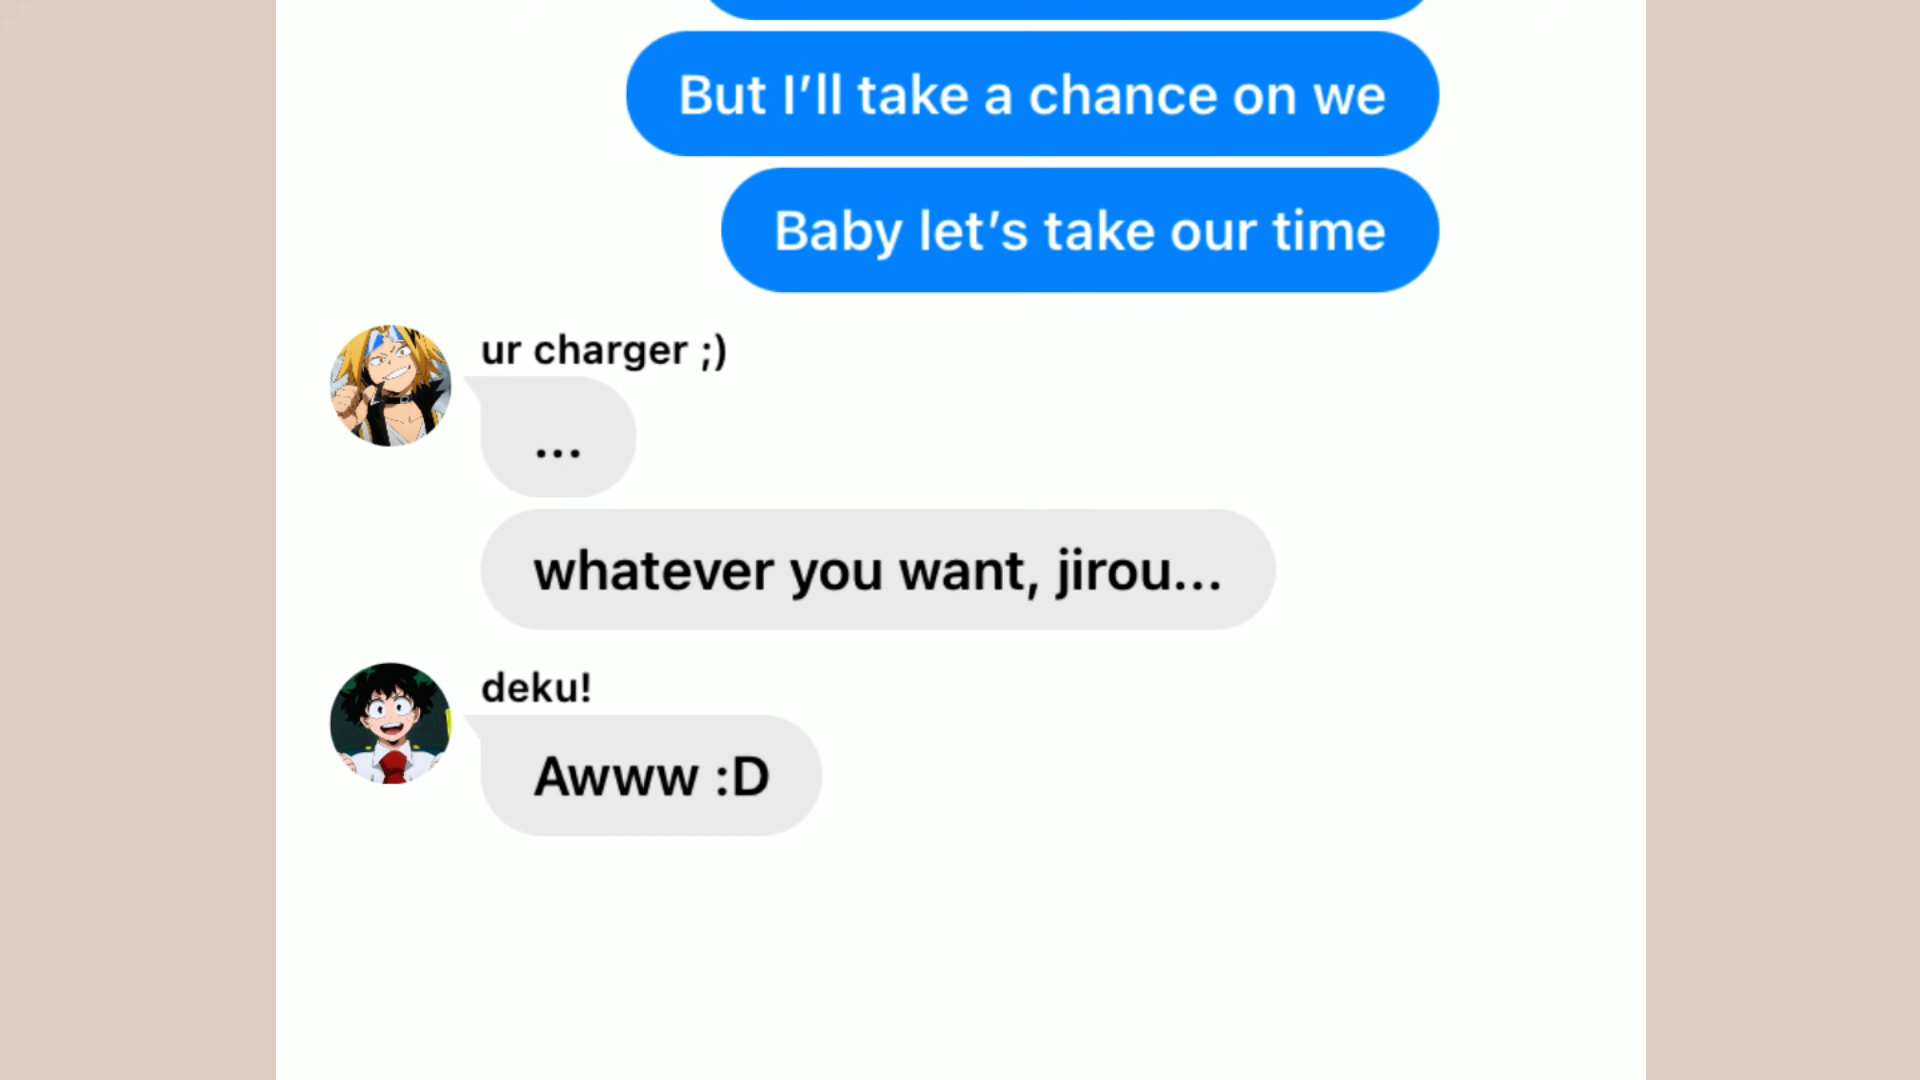 But I’ll take a chance on we
Baby let’s take our time
ur charger ;)
...
whatever you want, jirou...
deku!
Awww :D